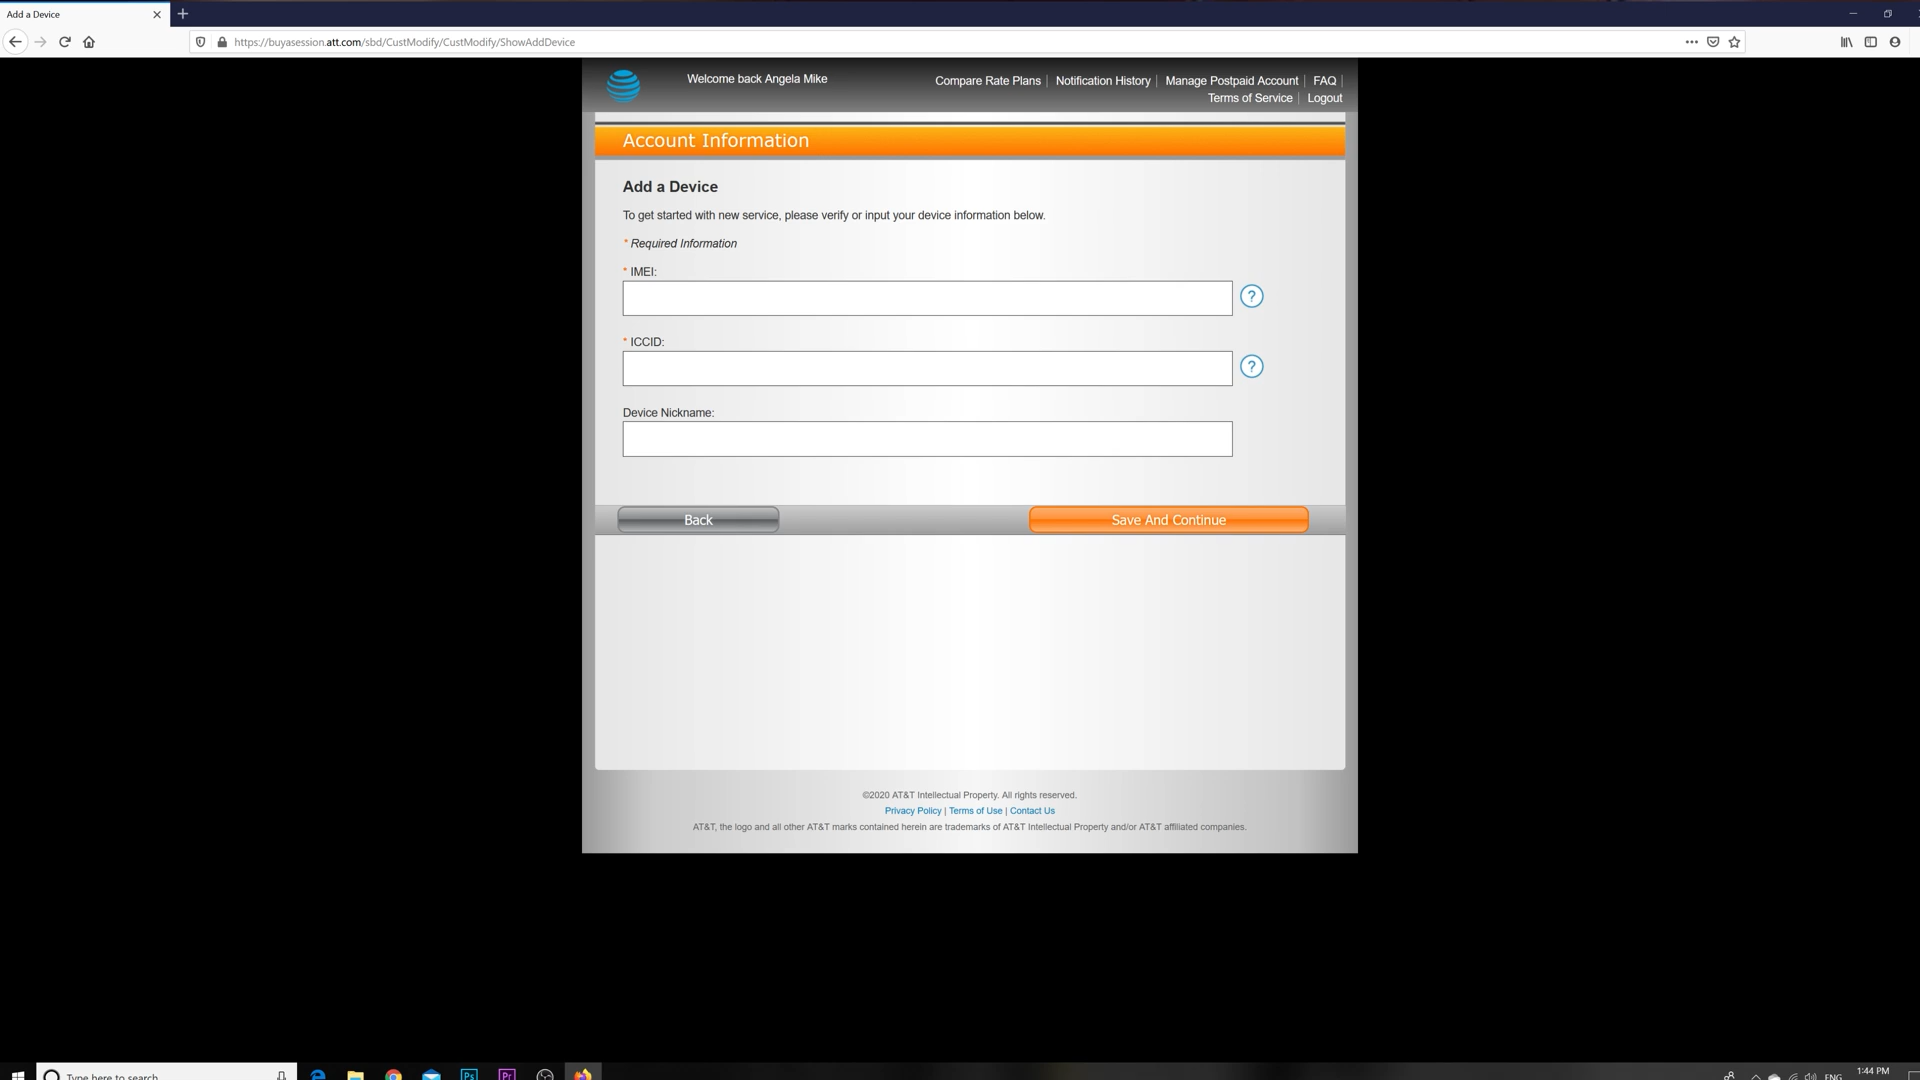 Add a Device
https://buyasession.att.com/sbd/CustModify/CustModify/ShowAddDevice
Welcome back Angela Mike
Compare Rate Plans | Notification History | Manage Postpaid Account | FAQ |
Terms of Service | Logout
Account Information
Add a Device
To get started with new service, please verify or input your device information below.
* Required Information
* IMEI:
?
* ICCID:
?
Device Nickname:
Back
Save And Continue
©2020 AT&T Intellectual Property. All rights reserved.
Privacy Policy | Terms of Use | Contact Us
AT&T, the logo and all other AT&T marks contained herein are trademarks of AT&T Intellectual Property and/or AT&T affiliated companies.
Type here to search
Ps
Pr
ENG
1:44 PM